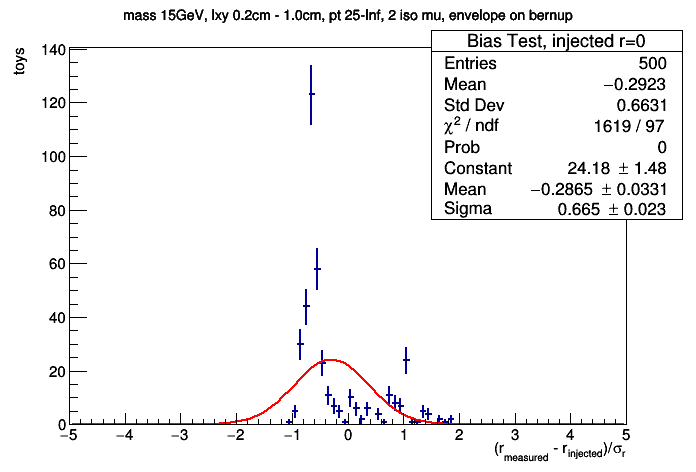 mass 15GeV, lxy 0.2cm - 1.0cm, pt 25-Inf, 2 iso mu, envelope on bernup
Bias Test, injected r=0
Entries 500
Mean −0.2923
Std Dev 0.6631
χ² / ndf 1619 / 97
Prob 0
Constant 24.18 ± 1.48
Mean −0.2865 ± 0.0331
Sigma 0.665 ± 0.023
toys
140
120
100
80
60
40
20
0
−5 −4 −3 −2 −1 0 1 2 3 4 5
(r_measured - r_injected)/σ_r